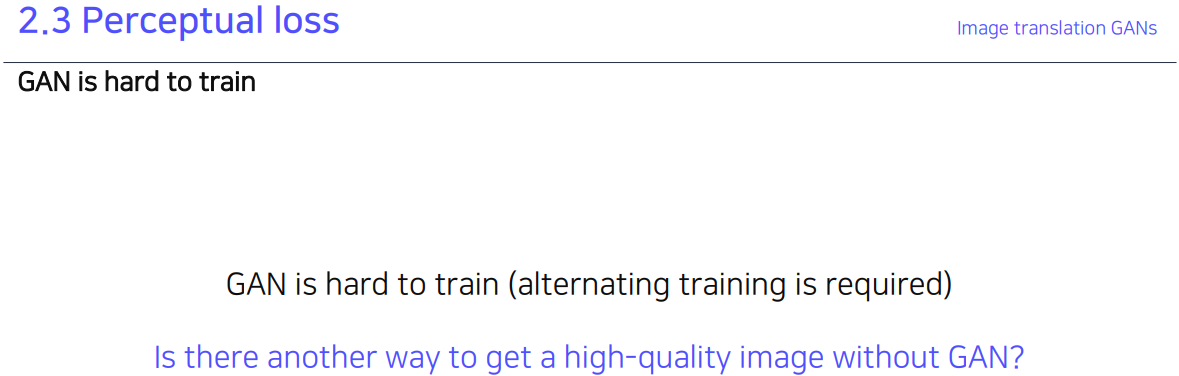 2.3 Perceptual loss
Image translation GANs
GAN is hard to train
GAN is hard to train (alternating training is required)
Is there another way to get a high-quality image without GAN?